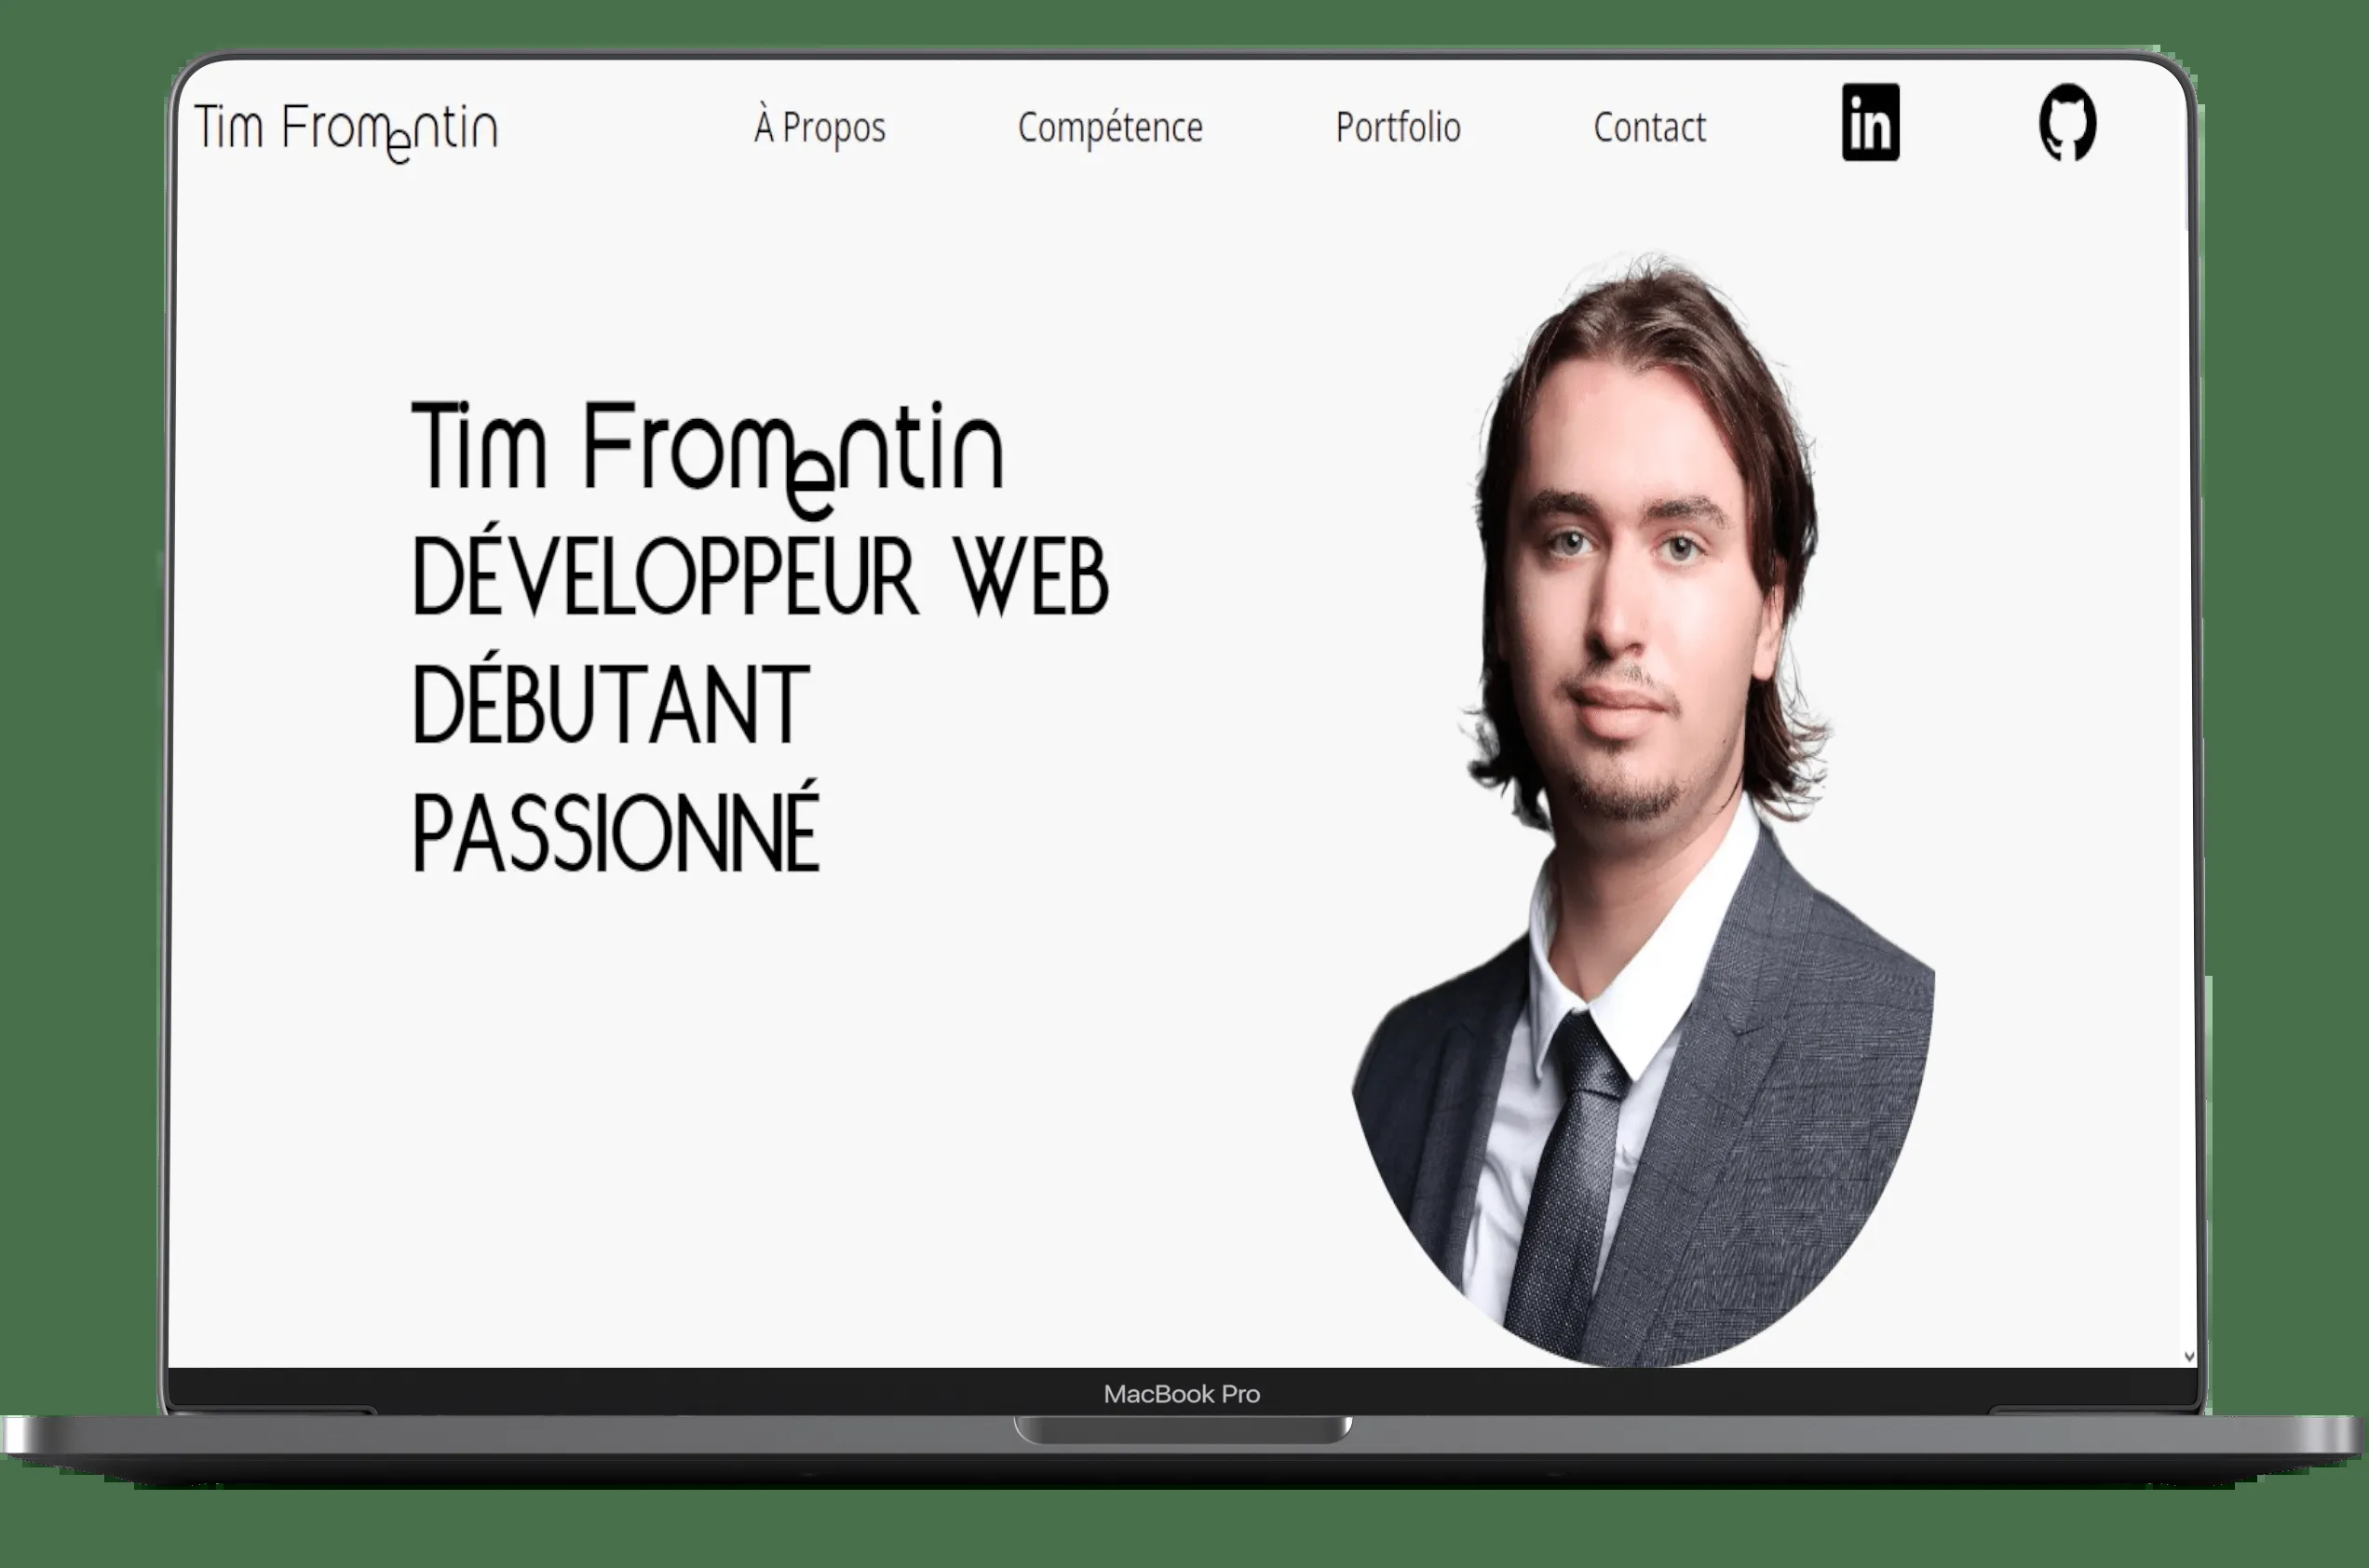 Tim Fromentin
À Propos
Compétence
Portfolio
Contact
in
Tim Fromentin
DÉVELOPPEUR WEB
DÉBUTANT
PASSIONNÉ
MacBook Pro